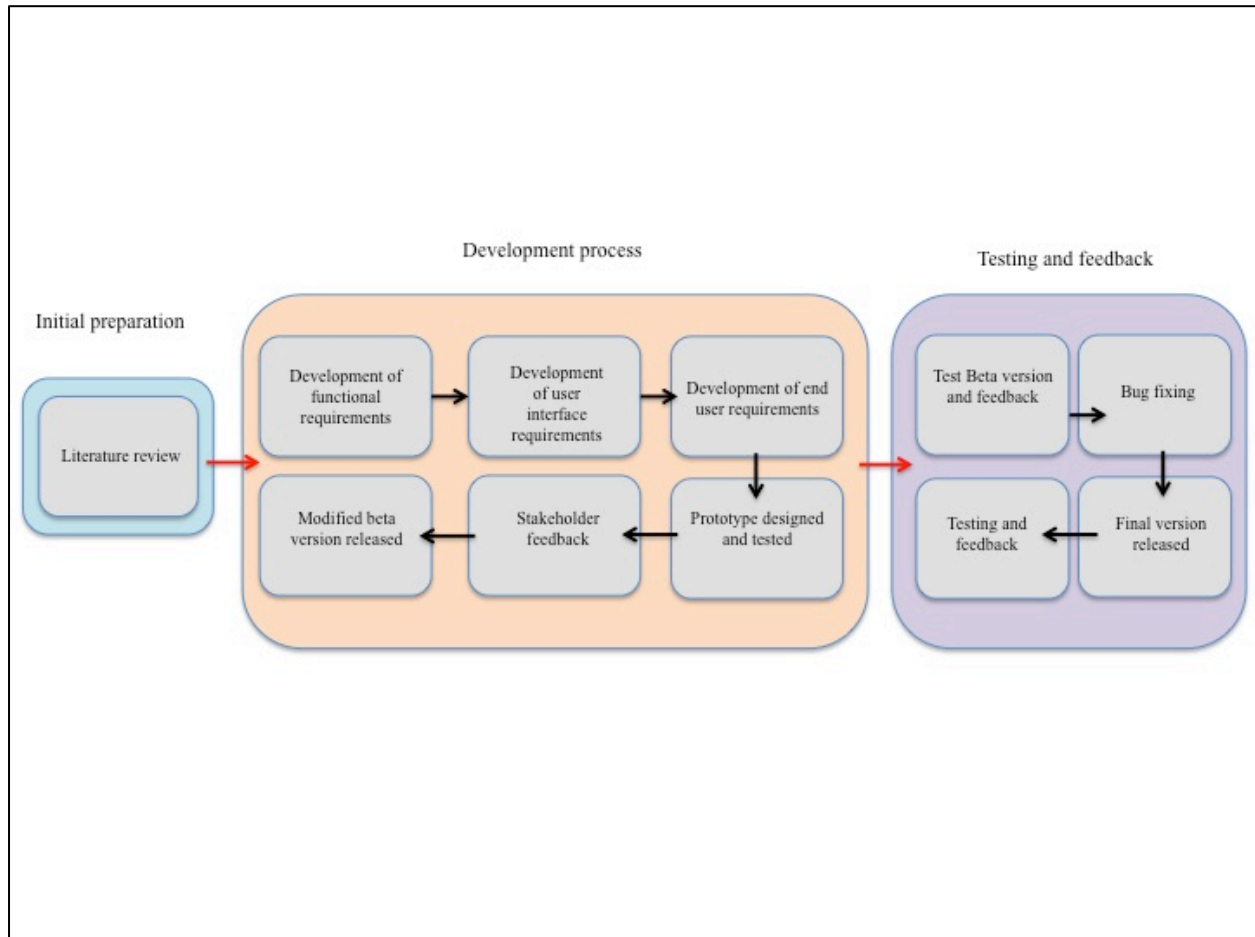 Initial preparation
Literature review
Development process
Development of
functional
requirements
Development
of user
interface
requirements
Development of end
user requirements
Prototype designed
and tested
Stakeholder
feedback
Modified beta
version released
Testing and feedback
Test Beta version
and feedback
Bug fixing
Final version
released
Testing and
feedback